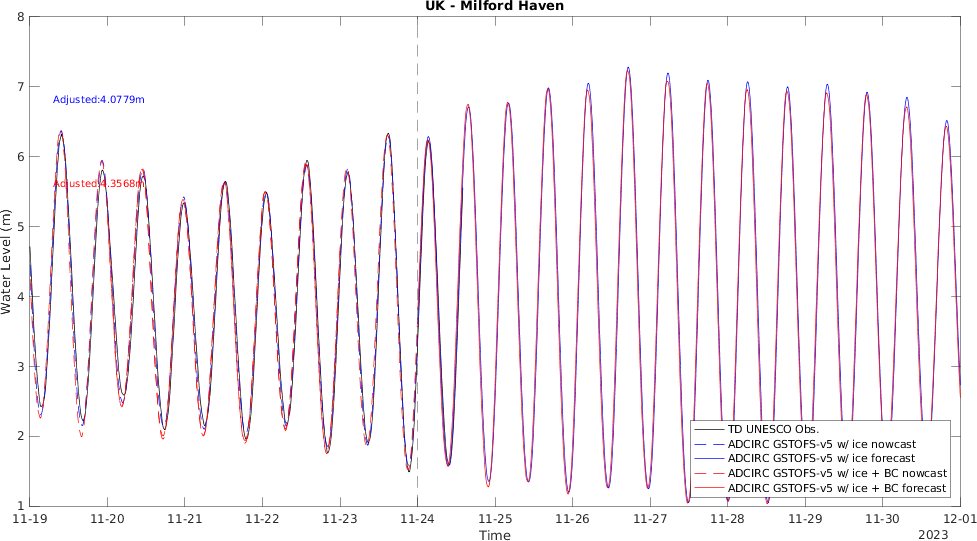 UK - Milford Haven
8
7
6
5
4
3
2
1
Water Level (m)
Adjusted:4.0779m
Adjusted:4.3568m
TD UNESCO Obs.
ADCIRC GSTOFS-v5 w/ ice nowcast
ADCIRC GSTOFS-v5 w/ ice forecast
ADCIRC GSTOFS-v5 w/ ice + BC nowcast
ADCIRC GSTOFS-v5 w/ ice + BC forecast
11-19 11-20 11-21 11-22 11-23 11-24 11-25 11-26 11-27 11-28 11-29 11-30 12-01
Time
2023